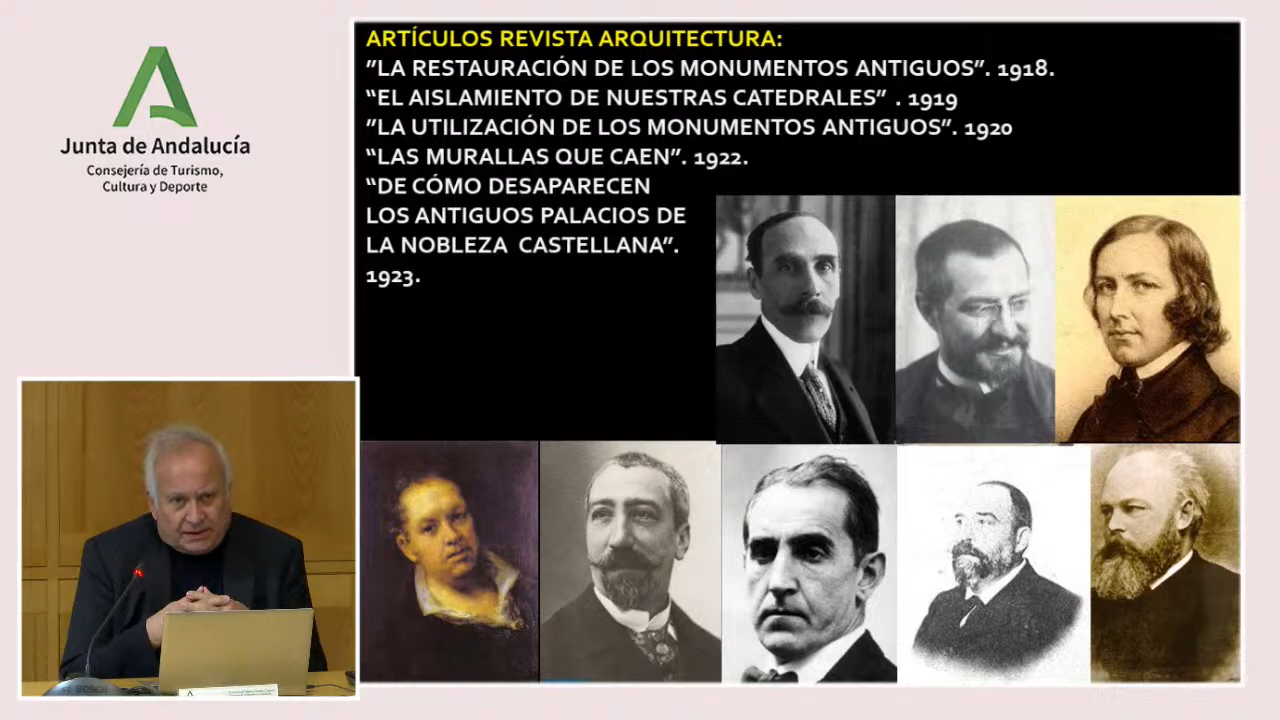 Junta de Andalucía
Consejería de Turismo,
Cultura y Deporte
ARTÍCULOS REVISTA ARQUITECTURA:
"LA RESTAURACIÓN DE LOS MONUMENTOS ANTIGUOS". 1918.
"EL AISLAMIENTO DE NUESTRAS CATEDRALES" . 1919
"LA UTILIZACIÓN DE LOS MONUMENTOS ANTIGUOS". 1920
"LAS MURALLAS QUE CAEN". 1922.
"DE CÓMO DESAPARECEN
LOS ANTIGUOS PALACIOS DE
LA NOBLEZA CASTELLANA".
1923.
BOSCH